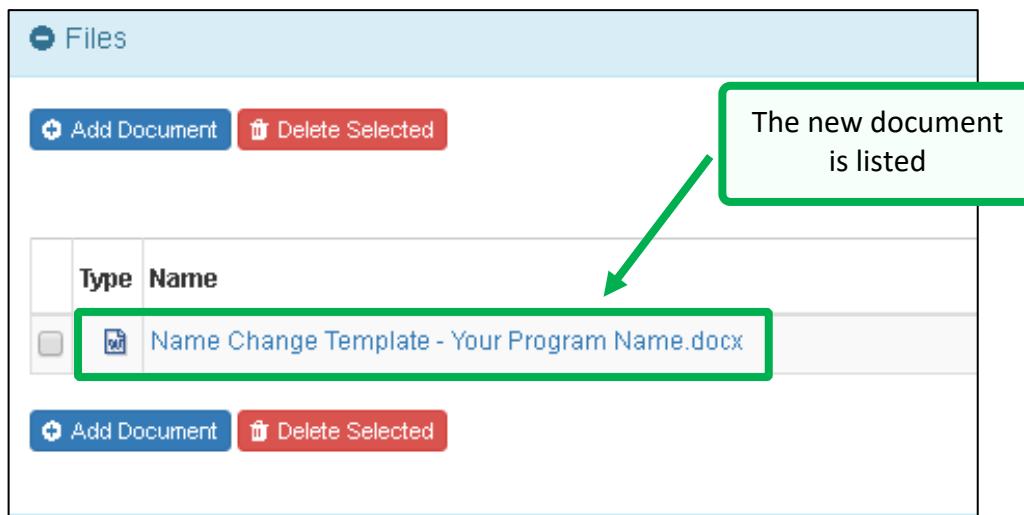 Files
Add Document Delete Selected
The new document
is listed
Type Name
Name Change Template - Your Program Name.docx
Add Document Delete Selected